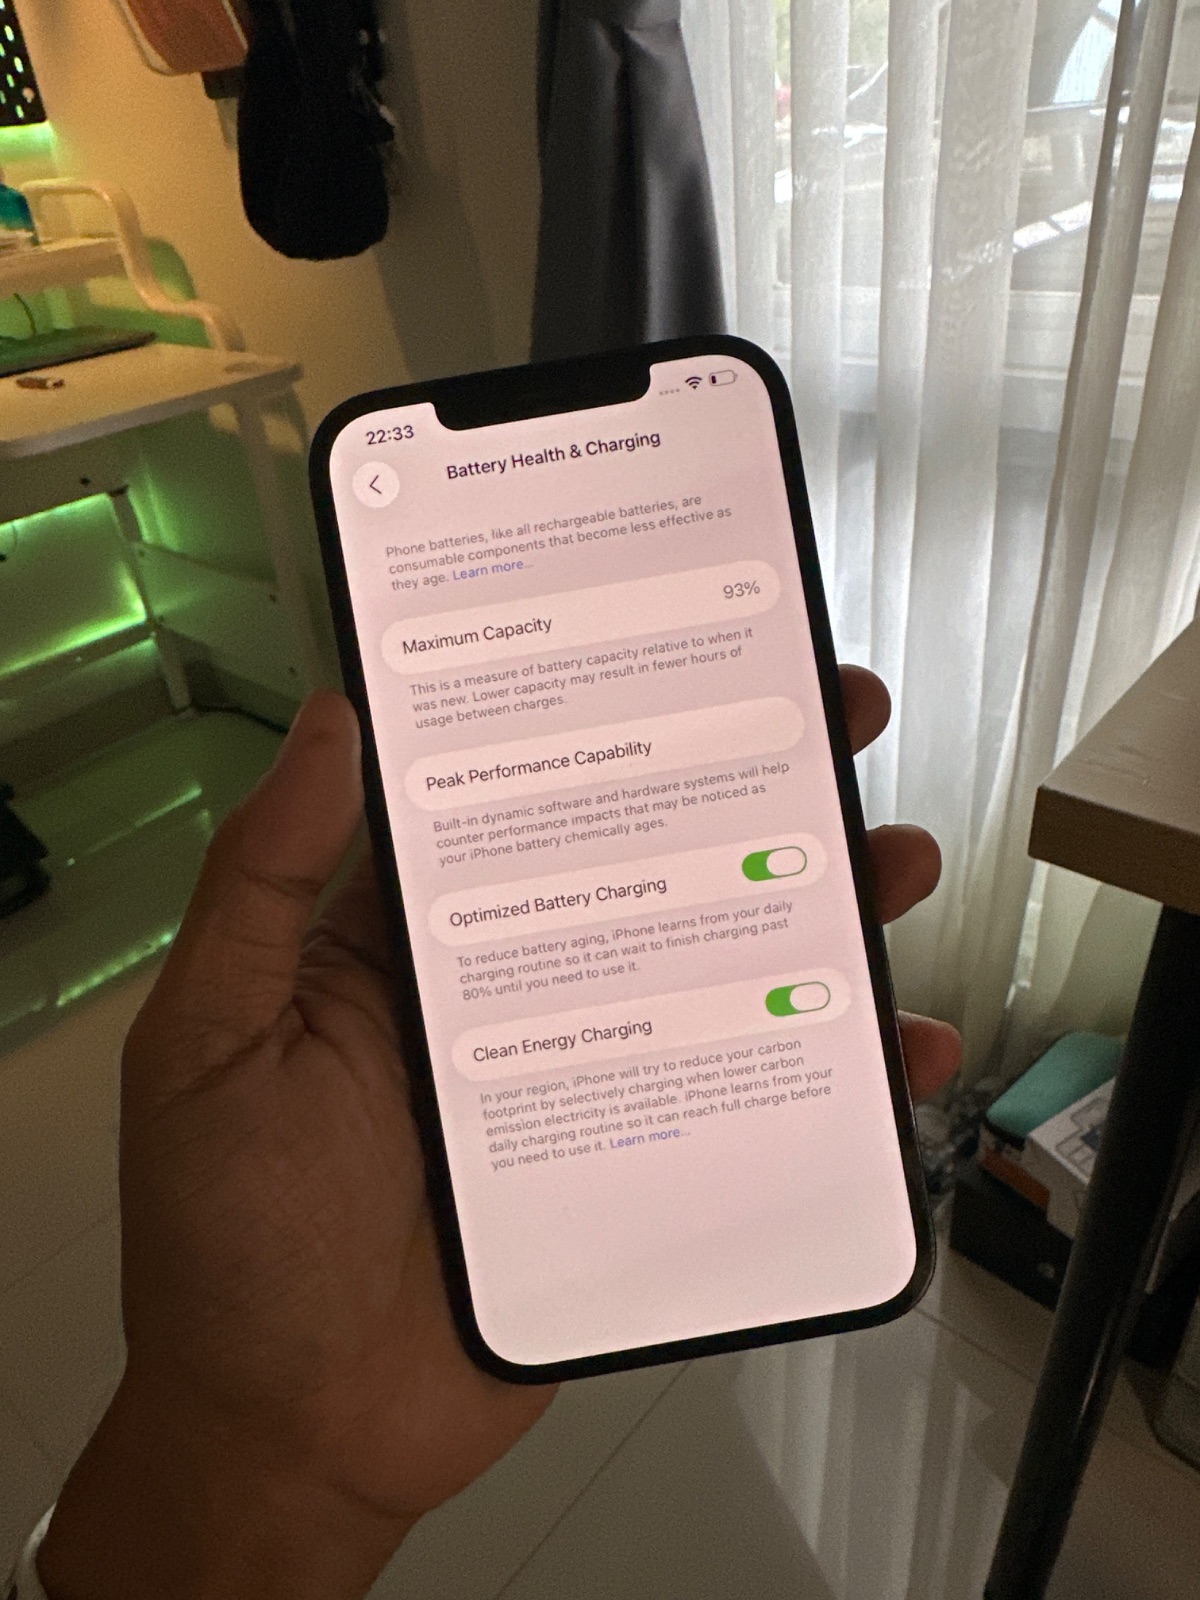 22:33
Battery Health & Charging
Phone batteries, like all rechargeable batteries, are
consumable components that become less effective as
they age. Learn more...
Maximum Capacity 93%
This is a measure of battery capacity relative to when it
was new. Lower capacity may result in fewer hours of
usage between charges.
Peak Performance Capability
Built-in dynamic software and hardware systems will help
counter performance impacts that may be noticed as
your iPhone battery chemically ages.
Optimized Battery Charging
To reduce battery aging, iPhone learns from your daily
charging routine so it can wait to finish charging past
80% until you need to use it.
Clean Energy Charging
In your region, iPhone will try to reduce your carbon
footprint by selectively charging when lower carbon
emission electricity is available. iPhone learns from your
daily charging routine so it can reach full charge before
you need to use it. Learn more...